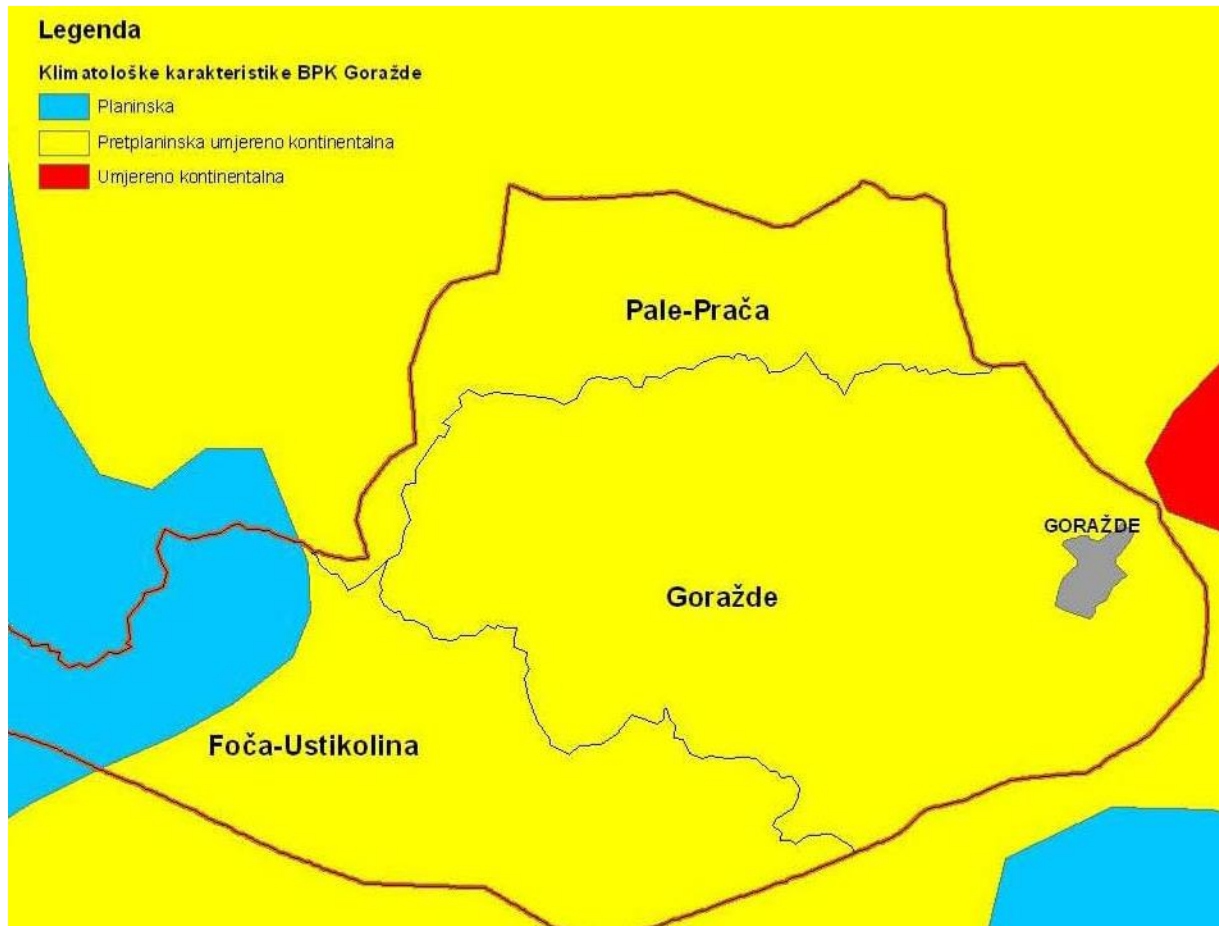 Legenda
Klimatološke karakteristike BPK Goražde
Planinska
Pretplaninska umjereno kontinentalna
Umjereno kontinentalna
Pale-Prača
GORAŽDE
Goražde
Foča-Ustikolina